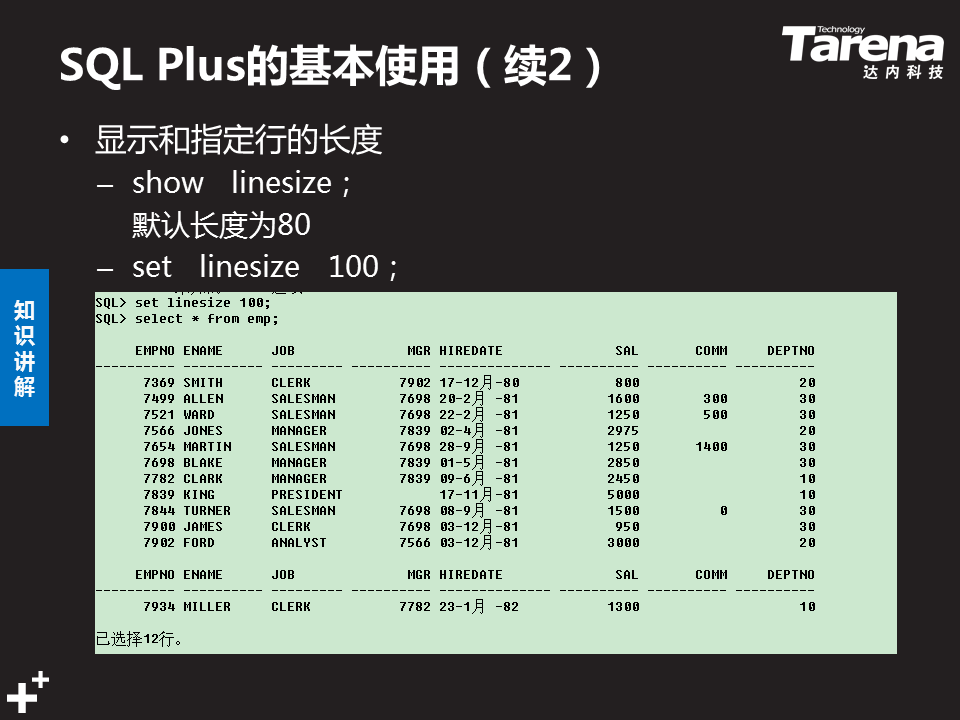 SQL Plus的基本使用（续2）
Technology
Tarena
达内科技
• 显示和指定行的长度
– show linesize；
默认长度为80
– set linesize 100；
知识讲解
SQL> set linesize 100;
SQL> select * from emp;
EMPNO ENAME JOB MGR HIREDATE SAL COMM DEPTNO
---------- ---------- --------- ---------- -------------- ---------- ---------- ----------
7369 SMITH CLERK 7902 17-12月-80 800 20
7499 ALLEN SALESMAN 7698 20-2月 -81 1600 300 30
7521 WARD SALESMAN 7698 22-2月 -81 1250 500 30
7566 JONES MANAGER 7839 02-4月 -81 2975 20
7654 MARTIN SALESMAN 7698 28-9月 -81 1250 1400 30
7698 BLAKE MANAGER 7839 01-5月 -81 2850 30
7782 CLARK MANAGER 7839 09-6月 -81 2450 10
7839 KING PRESIDENT 17-11月-81 5000 10
7844 TURNER SALESMAN 7698 08-9月 -81 1500 0 30
7900 JAMES CLERK 7698 03-12月-81 950 30
7902 FORD ANALYST 7566 03-12月-81 3000 20
EMPNO ENAME JOB MGR HIREDATE SAL COMM DEPTNO
---------- ---------- --------- ---------- -------------- ---------- ---------- ----------
7934 MILLER CLERK 7782 23-1月 -82 1300 10
已选择12行。